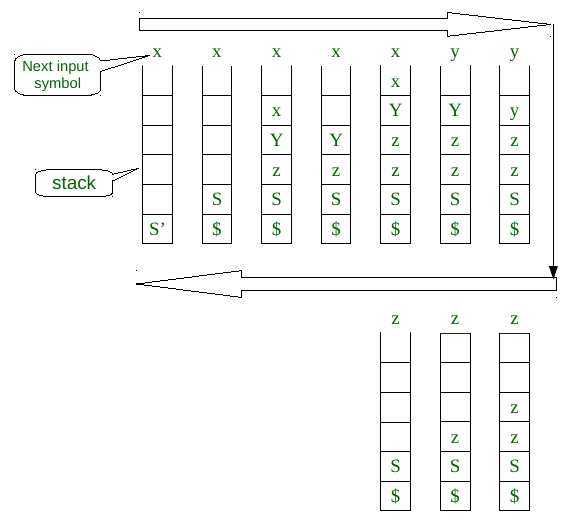 x x x x x y y
Next input
symbol
x
x Y Y y
Y Y z z z
stack
z z z z z
S S S S S S
S’ $ $ $ $ $ $
z z z
z
z z
S S S
$ $ $